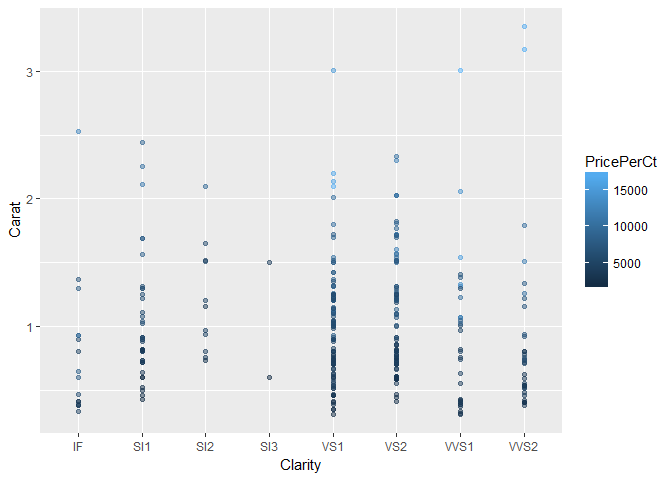 3
2
1
Carat
IF SI1 SI2 SI3 VS1 VS2 VVS1 VVS2
Clarity
PricePerCt
15000
10000
5000